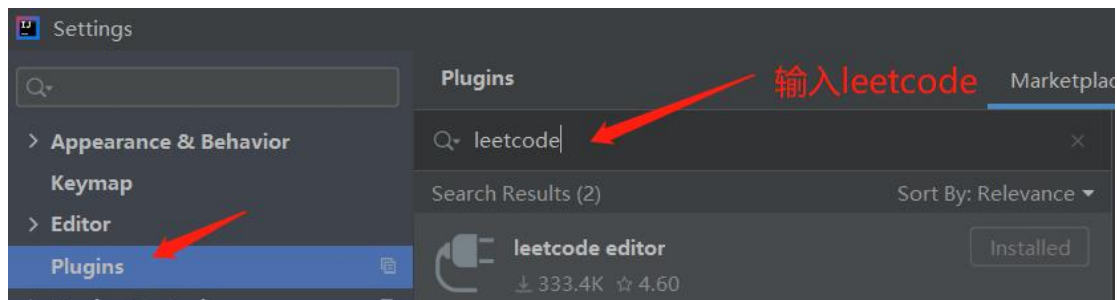 Settings
Plugins
输入leetcode
Appearance & Behavior
leetcode
Keymap
Search Results (2)
Sort By: Relevance
Editor
Plugins
leetcode editor
Installed
333.4K
4.60